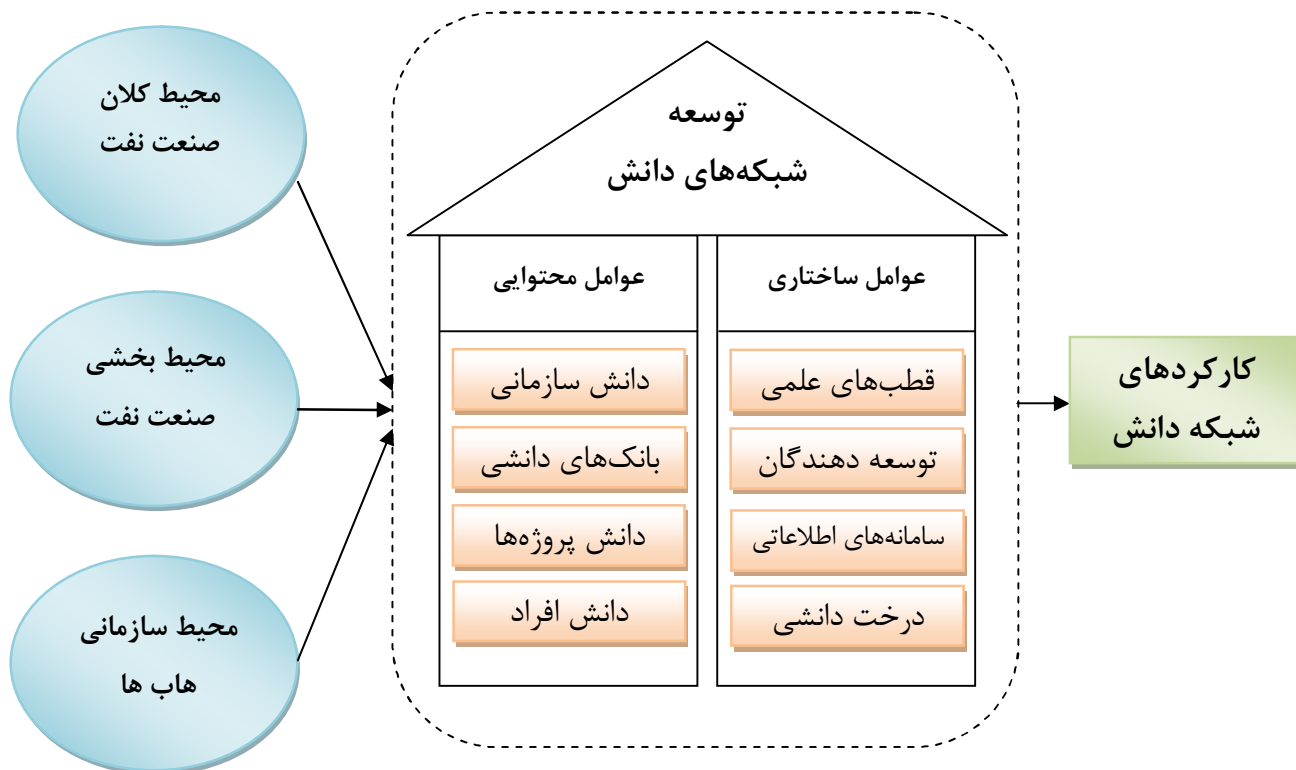 محیط کلان
صنعت نفت
محیط بخشی
صنعت نفت
محیط سازمانی
هاب ها
توسعه
شبکه‌های دانش
عوامل ساختاری
قطب‌های علمی
توسعه دهندگان
سامانه‌های اطلاعاتی
درخت دانشی
عوامل محتوایی
دانش سازمانی
بانک‌های دانشی
دانش پروژه‌ها
دانش افراد
کارکردهای
شبکه دانش